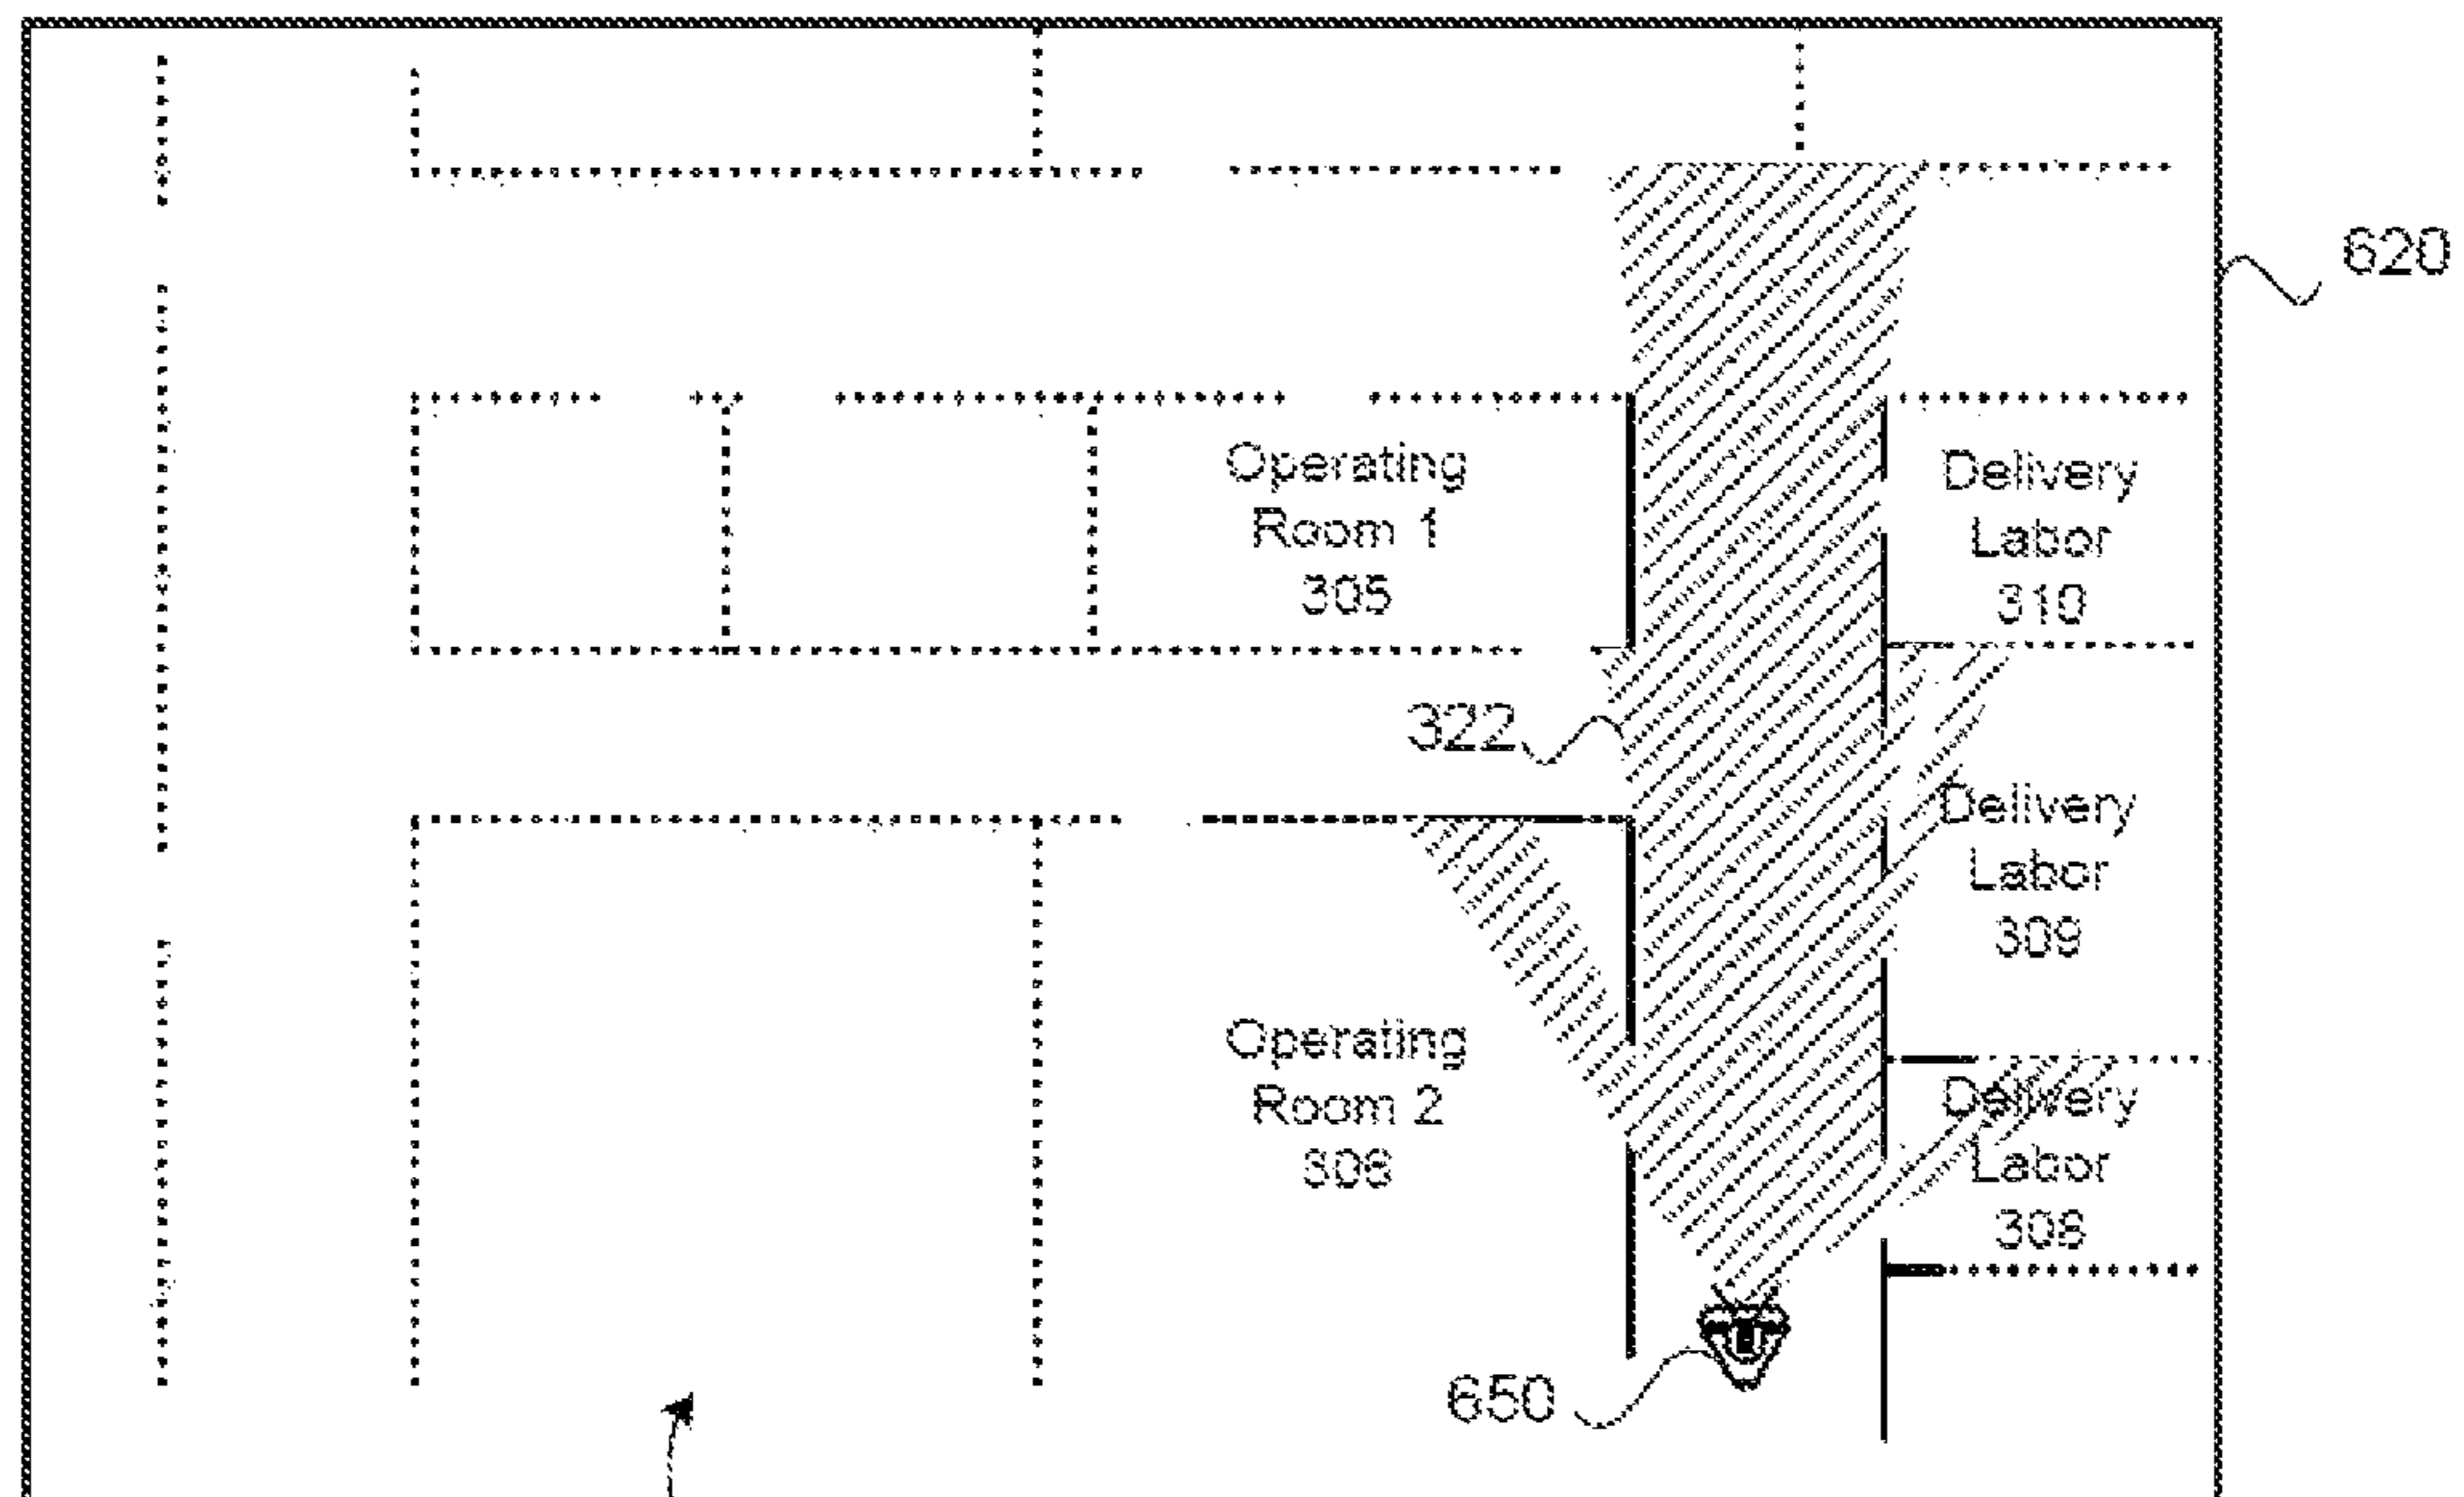 620
Operating
Room 1
305
Delivery
Labor
310
322
Delivery
Labor
309
Operating
Room 2
306
Delivery
Labor
308
650